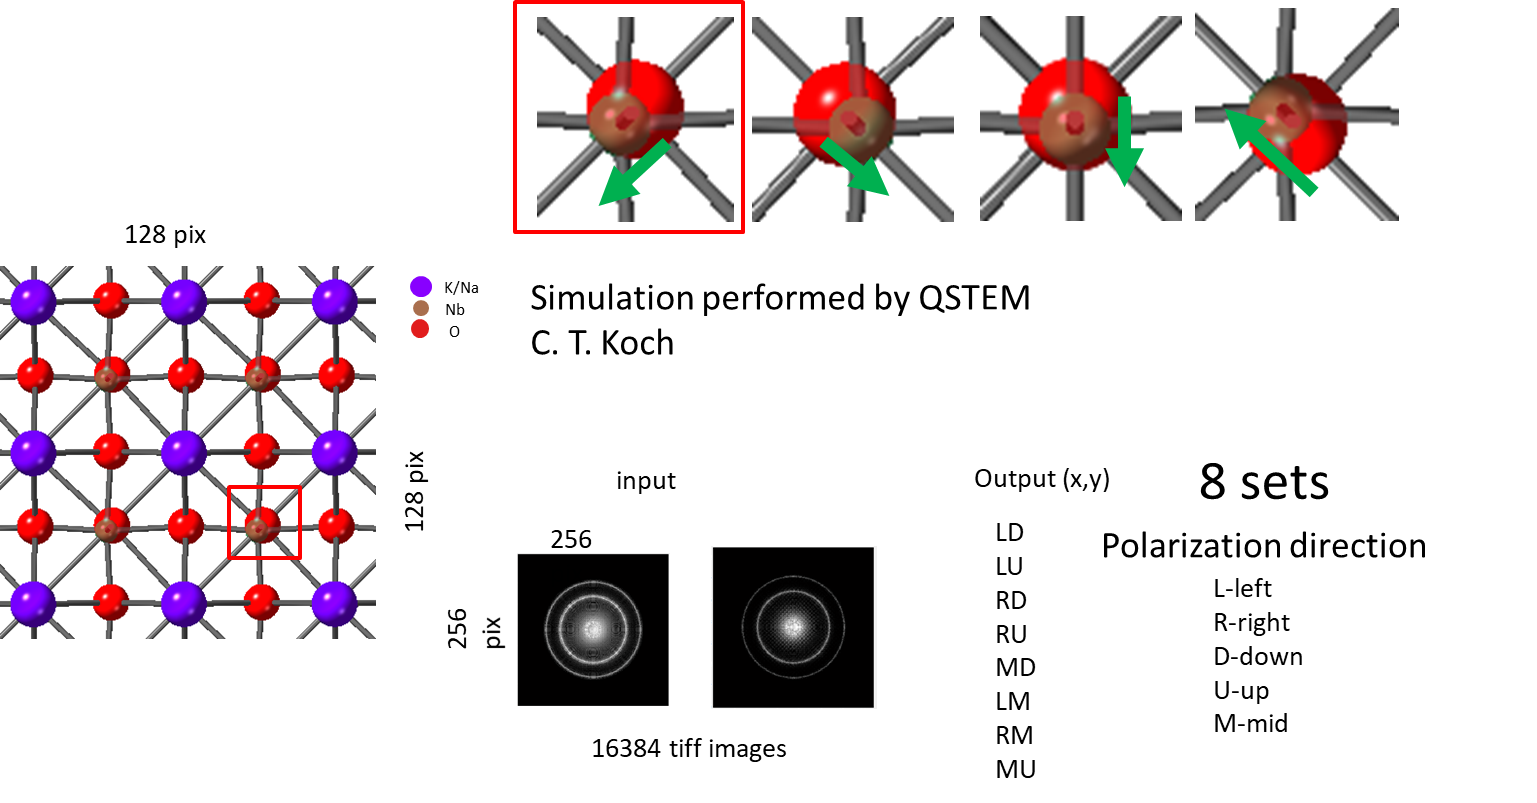 128 pix
K/Na
Nb
O
128 pix
Simulation performed by QSTEM
C. T. Koch
input
256
256
pix
16384 tiff images
Output (x,y)
LD
LU
RD
RU
MD
LM
RM
MU
8 sets
Polarization direction
L-left
R-right
D-down
U-up
M-mid